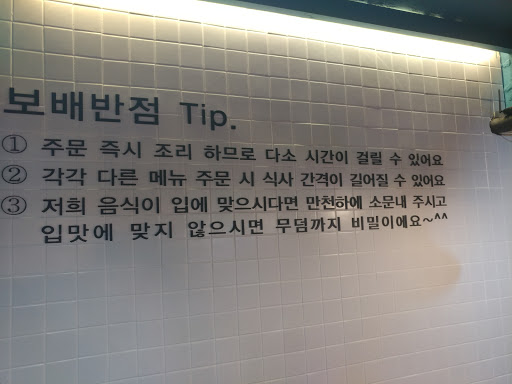 보배반점 Tip.
① 주문 즉시 조리 하므로 다소 시간이 걸릴 수 있어요
② 각각 다른 메뉴 주문 시 식사 간격이 길어질 수 있어요
③ 저희 음식이 입에 맞으시다면 만천하에 소문내 주시고
입맛에 맞지 않으시면 무덤까지 비밀이에요~^^